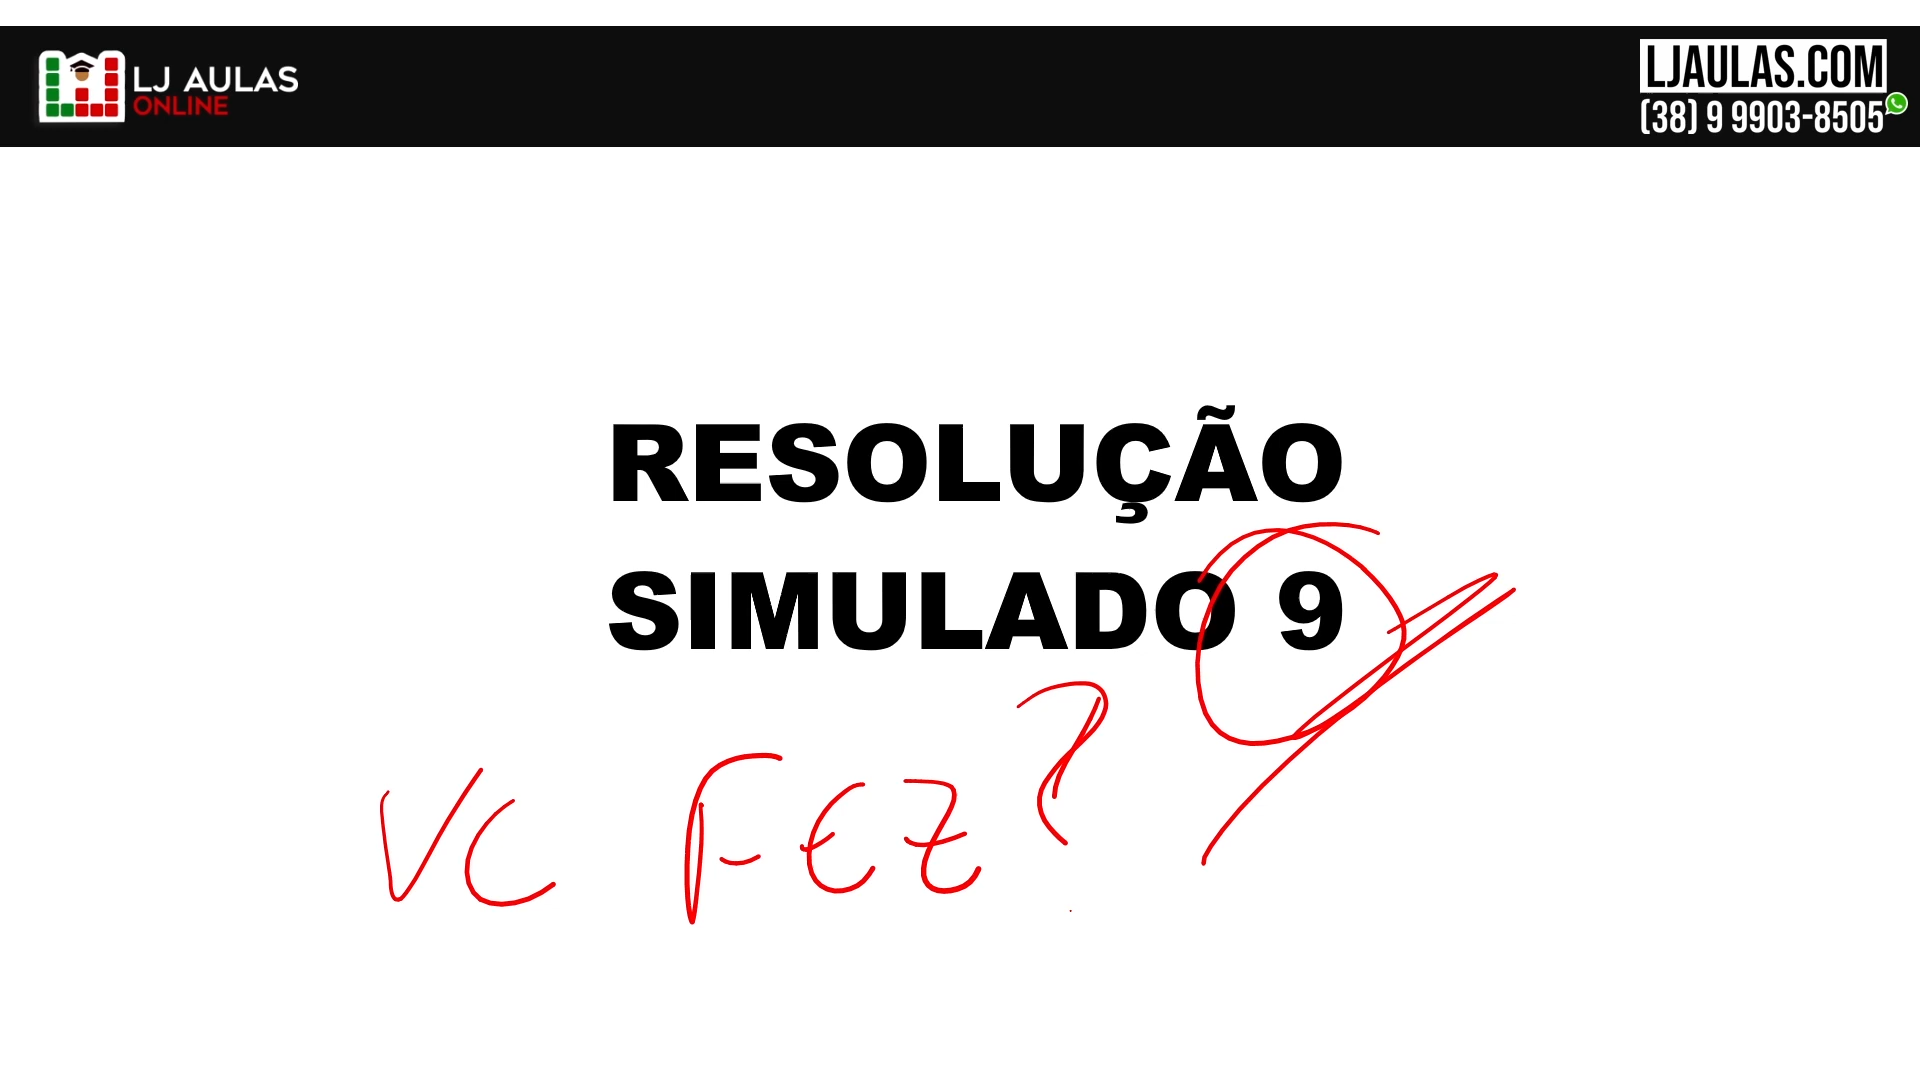 LJ AULAS
ONLINE
LJAULAS.COM
(38) 9 9903-8505
RESOLUÇÃO
SIMULADO 9
VC FEZ?